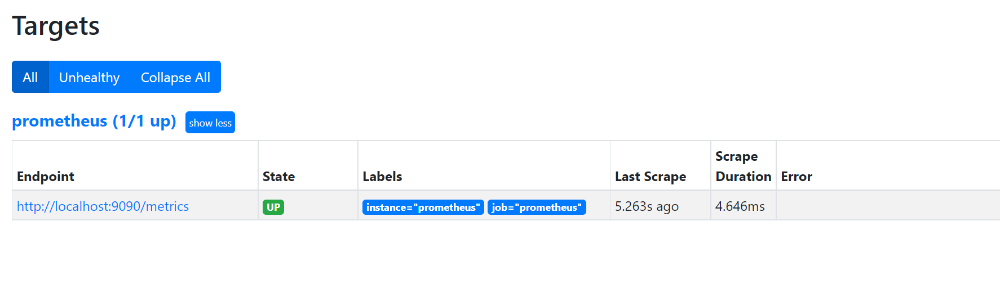 Targets
All Unhealthy Collapse All
prometheus (1/1 up) show less
Endpoint State Labels Last Scrape Scrape Duration Error
http://localhost:9090/metrics UP instance="prometheus" job="prometheus" 5.263s ago 4.646ms